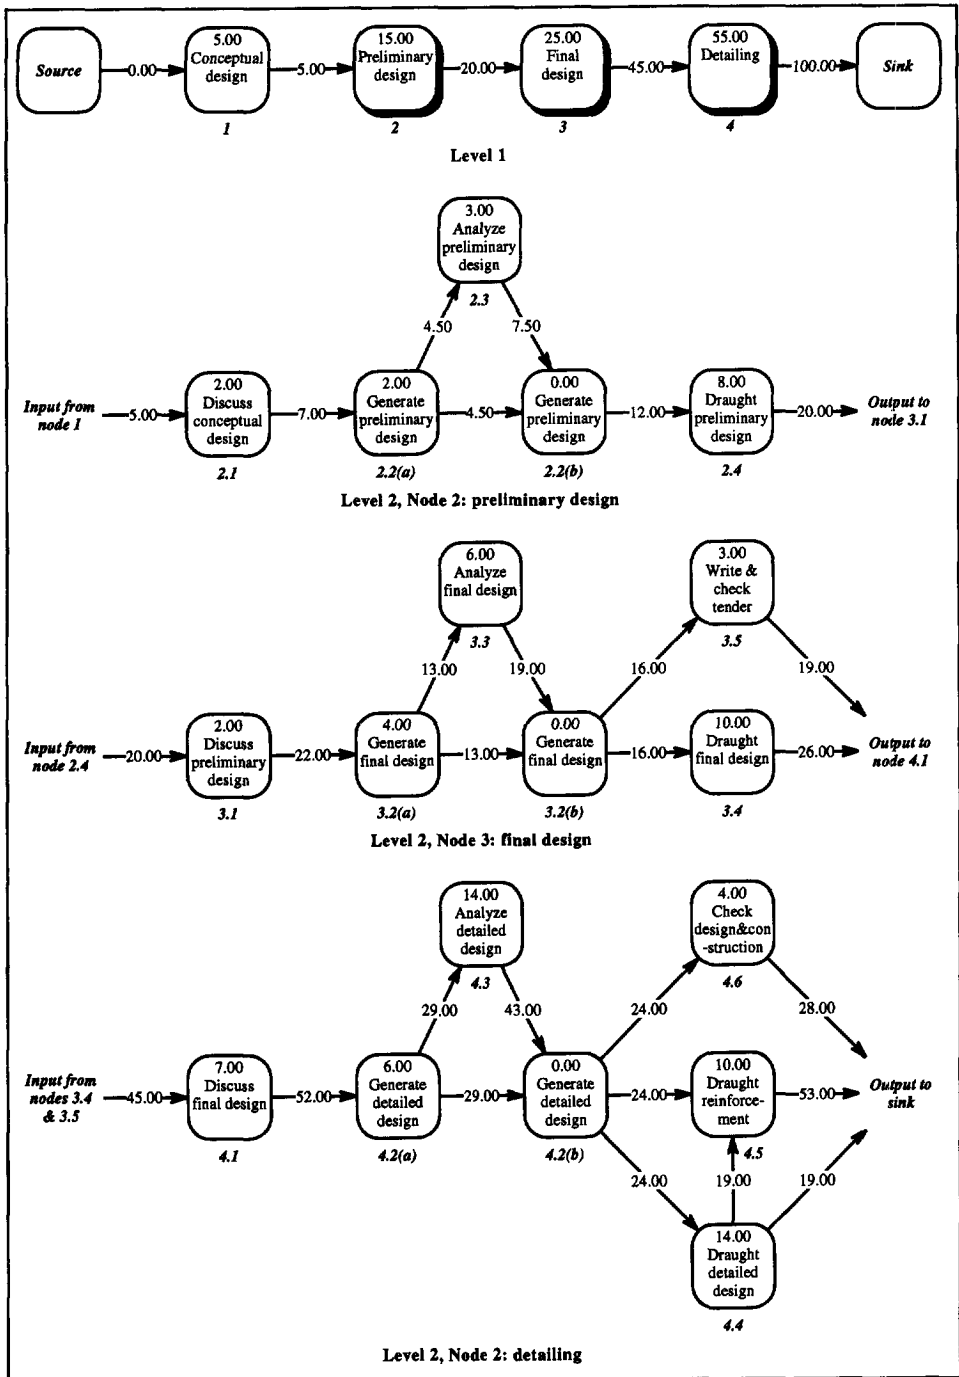 Source
0.00
5.00
Conceptual
design
1
5.00
15.00
Preliminary
design
2
20.00
25.00
Final
design
3
45.00
55.00
Detailing
4
100.00
Sink
Level 1
3.00
Analyze
preliminary
design
2.3
4.50
7.50
Input from
node 1
5.00
2.00
Discuss
conceptual
design
2.1
7.00
2.00
Generate
preliminary
design
2.2(a)
4.50
0.00
Generate
preliminary
design
2.2(b)
12.00
8.00
Draught
preliminary
design
2.4
20.00
Output to
node 3.1
Level 2, Node 2: preliminary design
6.00
Analyze
final design
3.3
3.00
Write &
check
tender
3.5
13.00
19.00
16.00
19.00
Input from
node 2.4
20.00
2.00
Discuss
preliminary
design
3.1
22.00
4.00
Generate
final design
3.2(a)
13.00
0.00
Generate
final design
3.2(b)
16.00
10.00
Draught
final design
3.4
26.00
Output to
node 4.1
Level 2, Node 3: final design
14.00
Analyze
detailed
design
4.3
4.00
Check
design&con
-struction
4.6
29.00
43.00
24.00
28.00
Input from
nodes 3.4
& 3.5
45.00
7.00
Discuss
final design
4.1
52.00
6.00
Generate
detailed
design
4.2(a)
29.00
0.00
Generate
detailed
design
4.2(b)
24.00
10.00
Draught
reinforce-
ment
4.5
53.00
Output to
sink
24.00
19.00
19.00
14.00
Draught
detailed
design
4.4
Level 2, Node 2: detailing